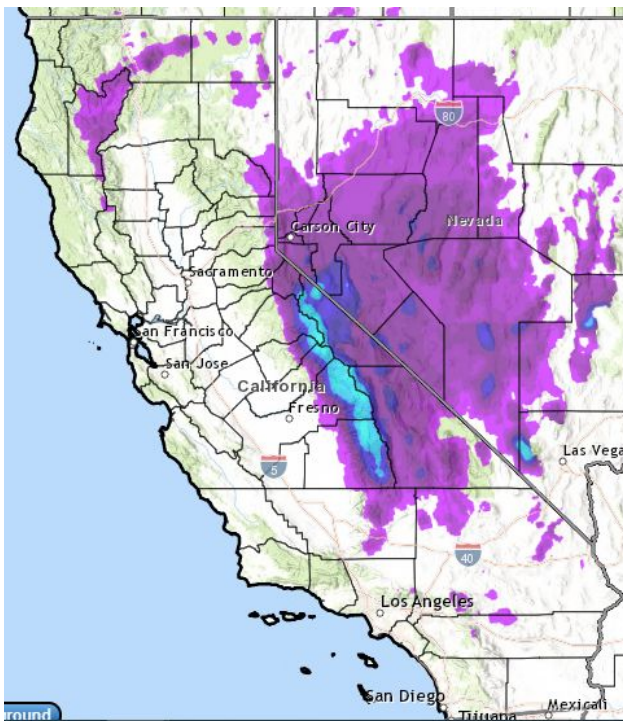 80
Nevada
Carson City
Sacramento
San Francisco
San Jose
California
Fresno
5
Las Vega
40
Los Angeles
San Diego
Tijuana
Mexicali
round